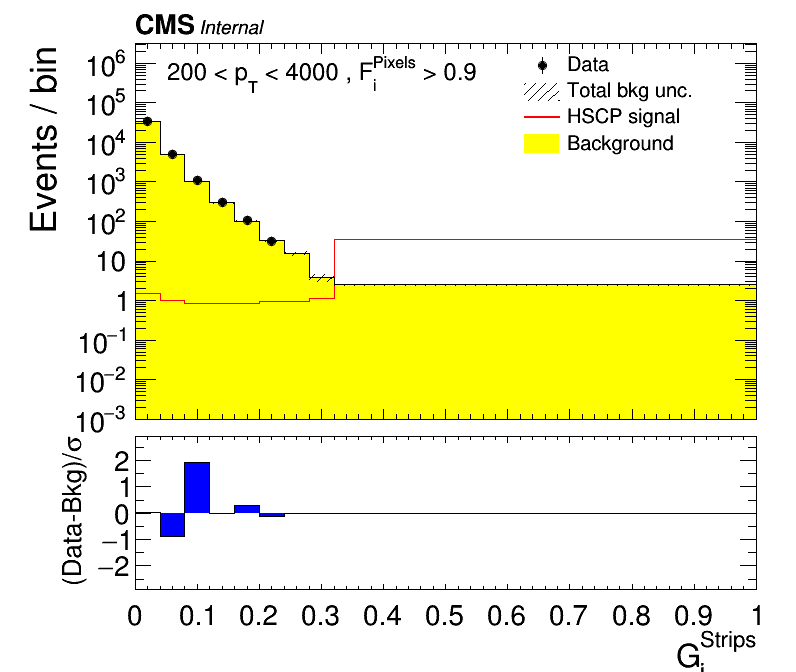 CMS Internal
Events / bin
200 < p_T < 4000 , F_i^Pixels > 0.9
Data
Total bkg unc.
HSCP signal
Background
10^6
10^5
10^4
10^3
10^2
10
1
10^−1
10^−2
10^−3
(Data-Bkg)/σ
2
1
0
−1
−2
0 0.1 0.2 0.3 0.4 0.5 0.6 0.7 0.8 0.9 1
G_i^Strips